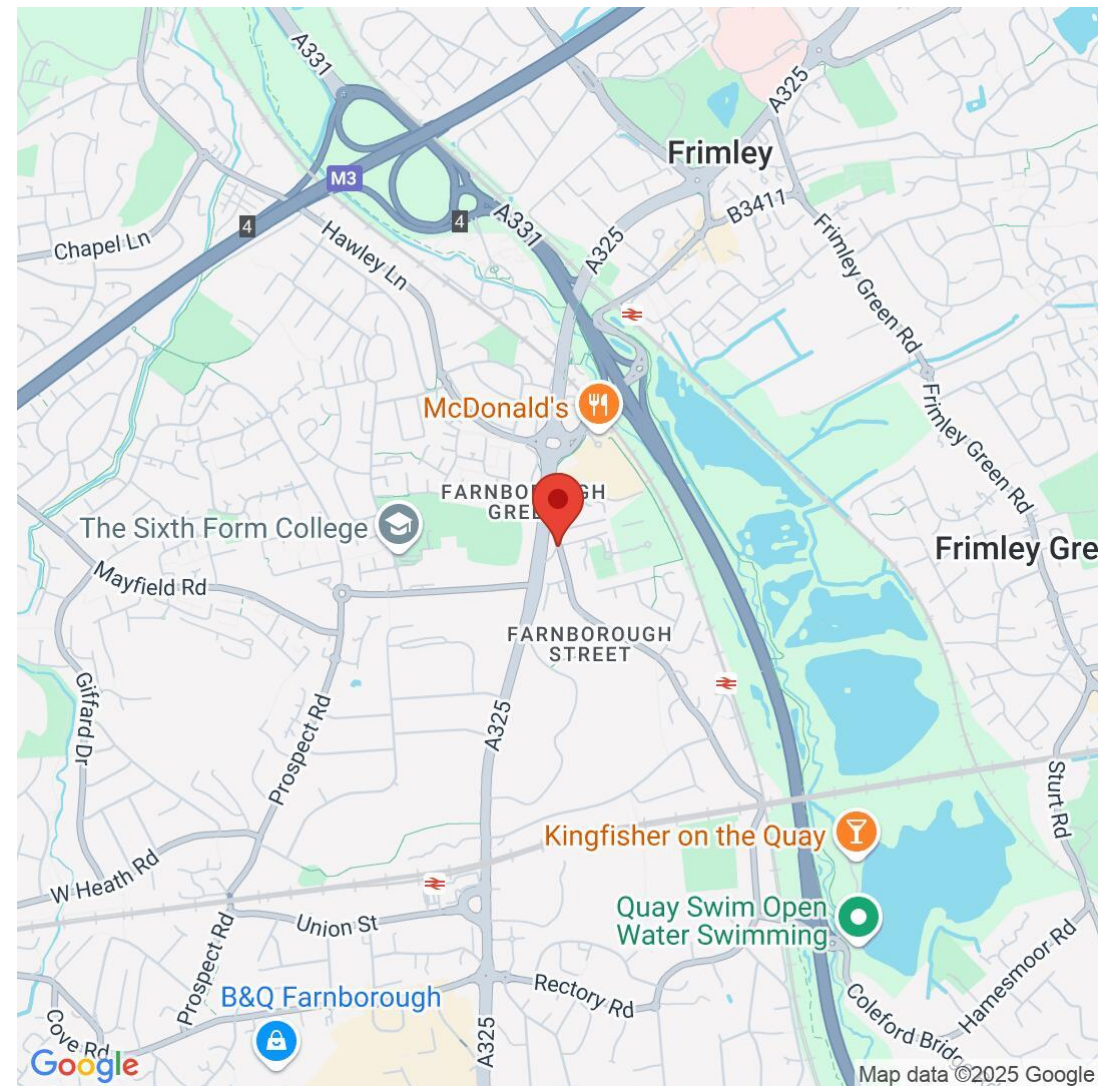 A331
A325
Frimley
M3
B3411
4
4
A331
Chapel Ln
Hawley Ln
A325
Frimley Green Rd
McDonald's
Frimley Green Rd
FARNBOROUGH
GRE
The Sixth Form College
Frimley Gre
Mayfield Rd
FARNBOROUGH
STREET
Giffard Dr
Prospect Rd
A325
Sturt Rd
Kingfisher on the Quay
W Heath Rd
Quay Swim Open
Water Swimming
Union St
Prospect Rd
Hamesmoor Rd
Rectory Rd
B&Q Farnborough
Coleford Bridg
Cove Rd
A325
Google
Map data ©2025 Google